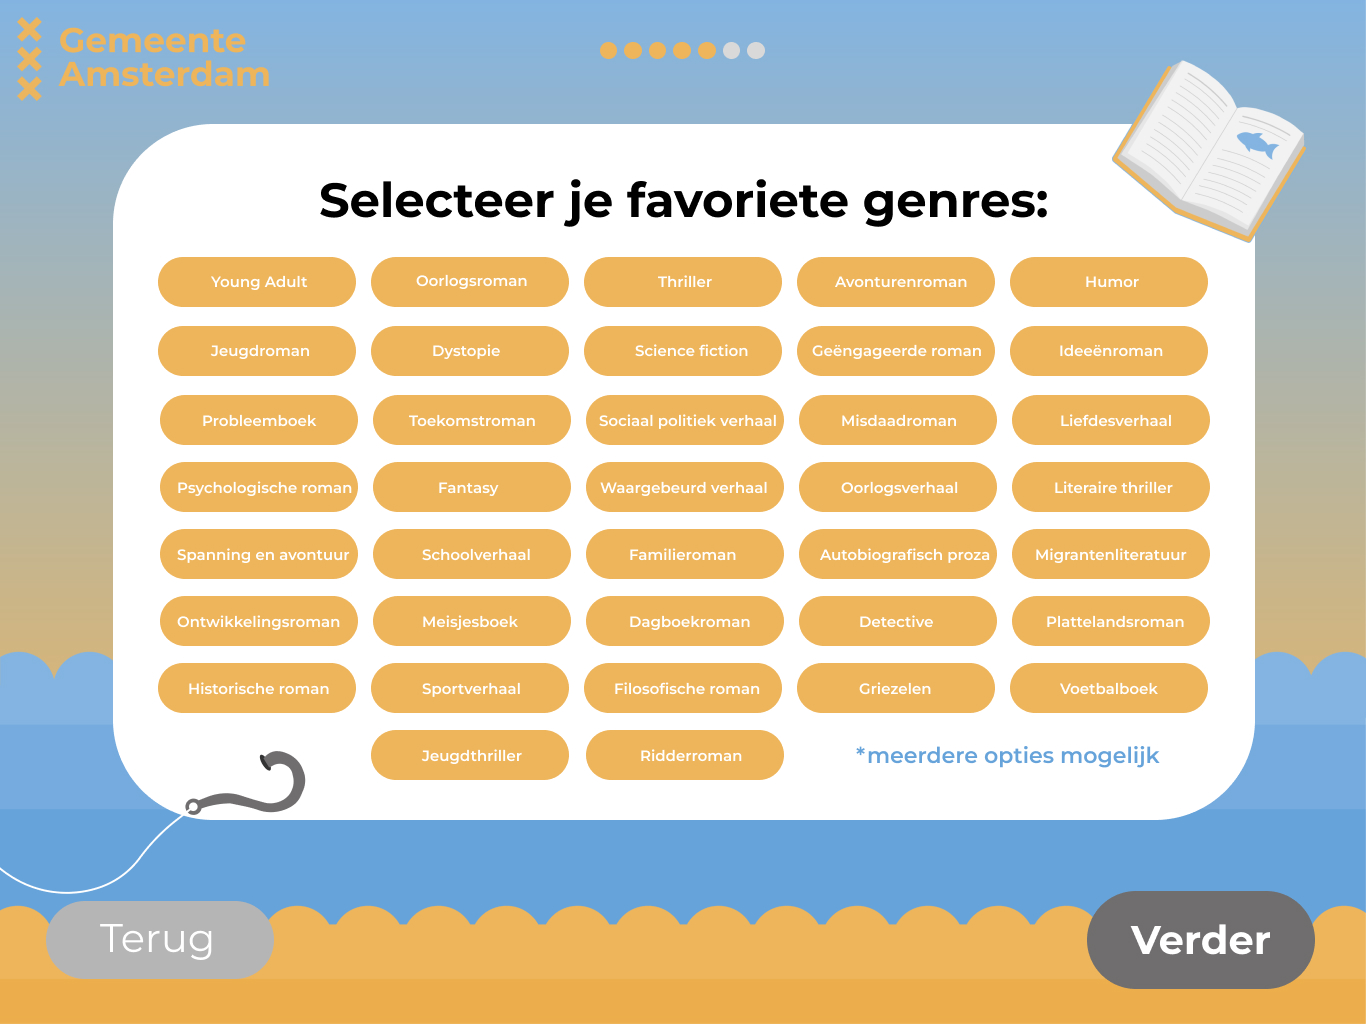 Gemeente
Amsterdam
Selecteer je favoriete genres:
Young Adult
Oorlogsroman
Thriller
Avonturenroman
Humor
Jeugdroman
Dystopie
Science fiction
Geëngageerde roman
Ideeënroman
Probleemboek
Toekomstroman
Sociaal politiek verhaal
Misdaadroman
Liefdesverhaal
Psychologische roman
Fantasy
Waargebeurd verhaal
Oorlogsverhaal
Literaire thriller
Spanning en avontuur
Schoolverhaal
Familieroman
Autobiografisch proza
Migrantenliteratuur
Ontwikkelingsroman
Meisjesboek
Dagboekroman
Detective
Plattelandsroman
Historische roman
Sportverhaal
Filosofische roman
Griezelen
Voetbalboek
Jeugdthriller
Ridderroman
*meerdere opties mogelijk
Terug
Verder